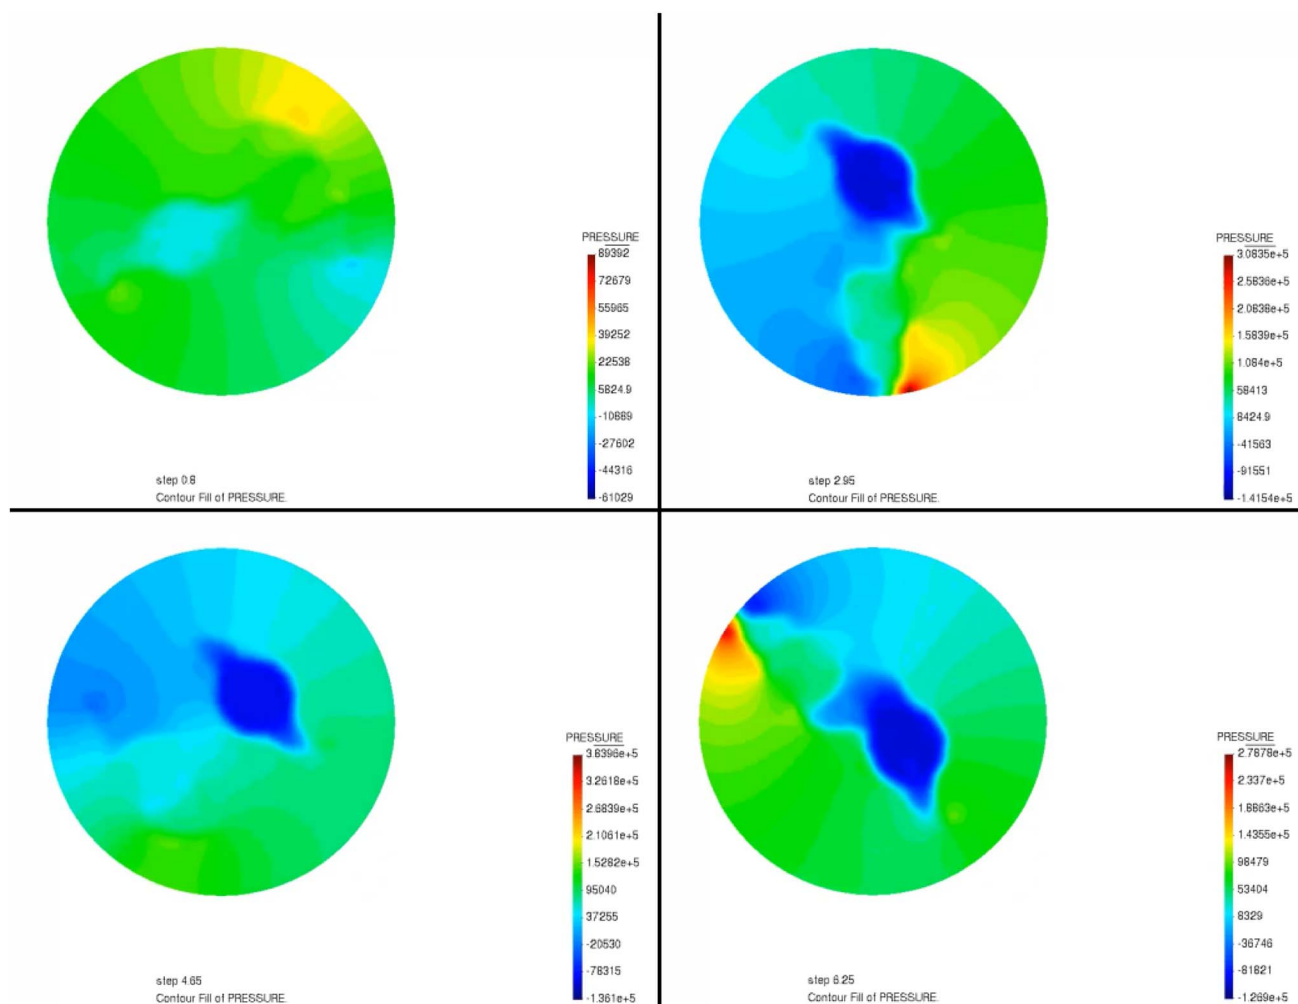 PRESSURE
89392
72679
55965
39252
22538
5824.9
-10889
-27602
-44316
-61029
step 0.8
Contour Fill of PRESSURE.
PRESSURE
3.0835e+5
2.5836e+5
2.0836e+5
1.5839e+5
1.084e+5
58413
8424.9
-41563
-91551
-1.4154e+5
step 2.95
Contour Fill of PRESSURE.
PRESSURE
3.8396e+5
3.2618e+5
2.6839e+5
2.1061e+5
1.5282e+5
95040
37255
-20530
-78315
-1.361e+5
step 4.65
Contour Fill of PRESSURE.
PRESSURE
2.7878e+5
2.337e+5
1.8863e+5
1.4355e+5
98479
53404
8329
-36746
-81821
-1.269e+5
step 6.25
Contour Fill of PRESSURE.